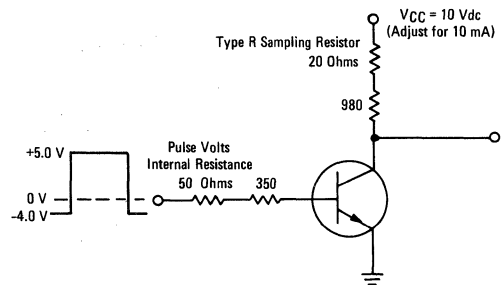 VCC = 10 Vdc
(Adjust for 10 mA)
Type R Sampling Resistor
20 Ohms
980
Pulse Volts
Internal Resistance
50 Ohms
350
+5.0 V
0 V
-4.0 V